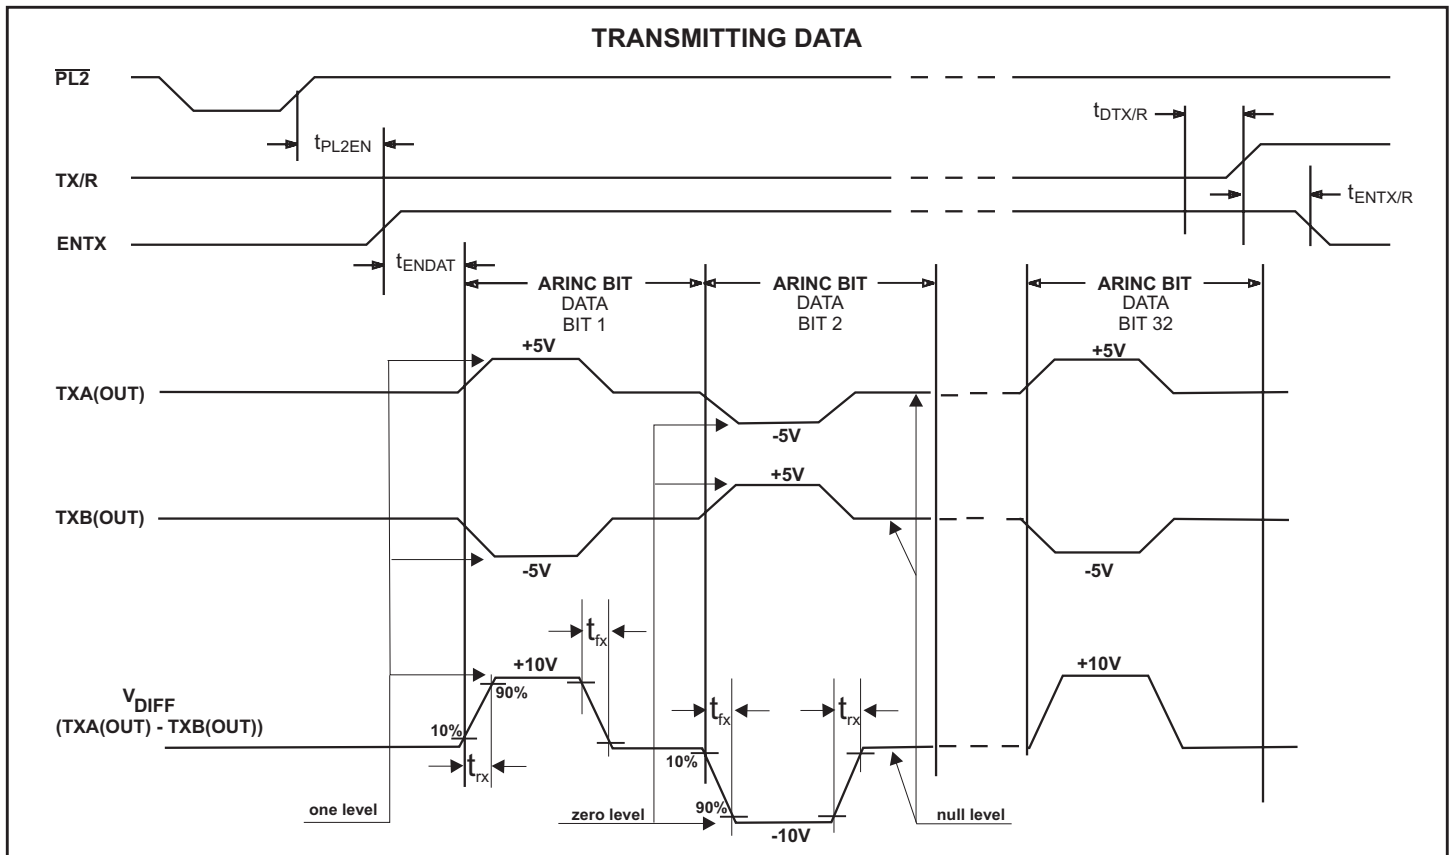 TRANSMITTING DATA
PL2
tDTX/R
tPL2EN
TX/R
tENTX/R
ENTX
tENDAT
ARINC BIT ARINC BIT ARINC BIT
DATA DATA DATA
BIT 1 BIT 2 BIT 32
+5V +5V
TXA(OUT)
-5V
+5V
TXB(OUT)
-5V -5V
tfx
+10V +10V
VDIFF
90%
tfx trx
(TXA(OUT) - TXB(OUT))
10%
10%
trx
90%
one level zero level null level
-10V